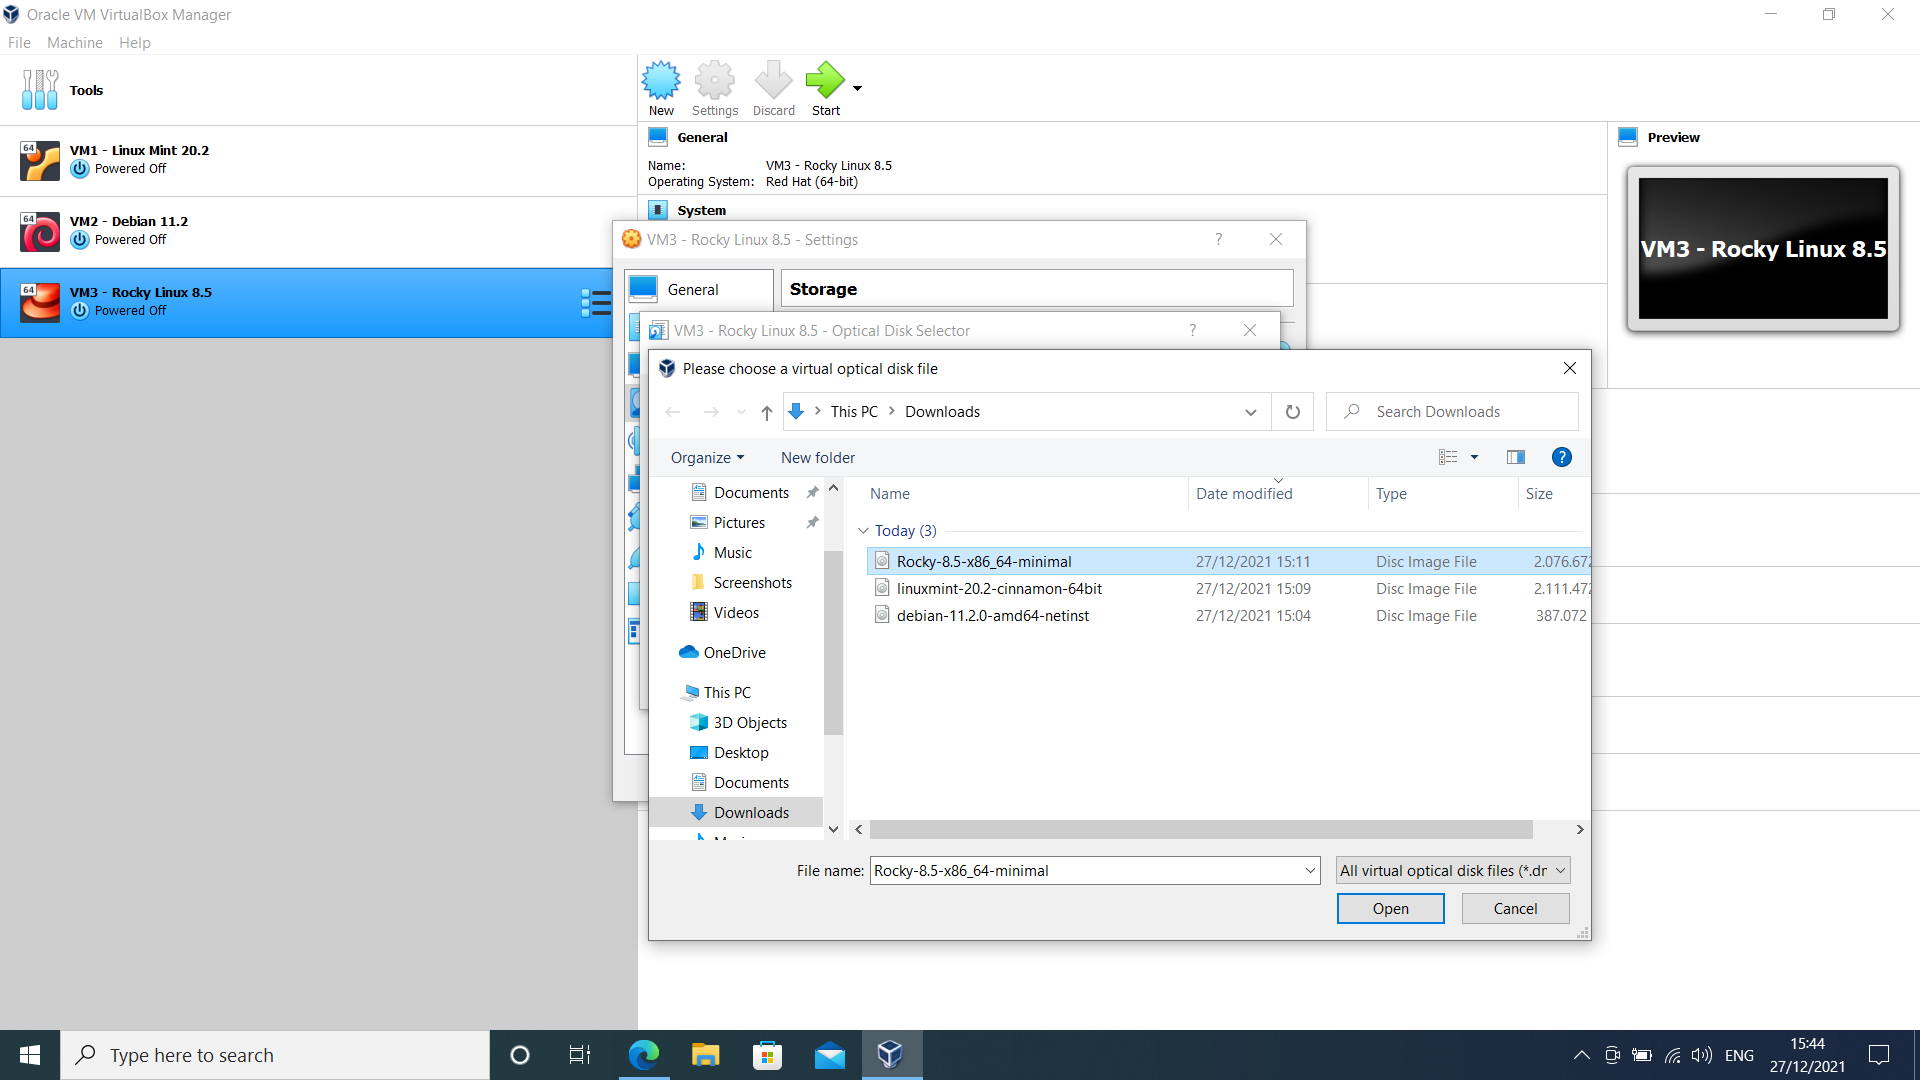 Oracle VM VirtualBox Manager
File Machine Help
Tools
64
VM1 - Linux Mint 20.2
Powered Off
64
VM2 - Debian 11.2
Powered Off
64
VM3 - Rocky Linux 8.5
Powered Off
New Settings Discard Start
General
Name: VM3 - Rocky Linux 8.5
Operating System: Red Hat (64-bit)
System
Preview
VM3 - Rocky Linux 8.5
VM3 - Rocky Linux 8.5 - Settings ?
General Storage
VM3 - Rocky Linux 8.5 - Optical Disk Selector ?
Please choose a virtual optical disk file
This PC Downloads Search Downloads
Organize New folder ?
Documents
Pictures
Music
Screenshots
Videos
OneDrive
This PC
3D Objects
Desktop
Documents
Downloads
Name Date modified Type Size
Today (3)
Rocky-8.5-x86_64-minimal 27/12/2021 15:11 Disc Image File 2.076.672
linuxmint-20.2-cinnamon-64bit 27/12/2021 15:09 Disc Image File 2.111.472
debian-11.2.0-amd64-netinst 27/12/2021 15:04 Disc Image File 387.072
File name: Rocky-8.5-x86_64-minimal All virtual optical disk files (*.dr
Open Cancel
Type here to search
ENG
15:44
27/12/2021